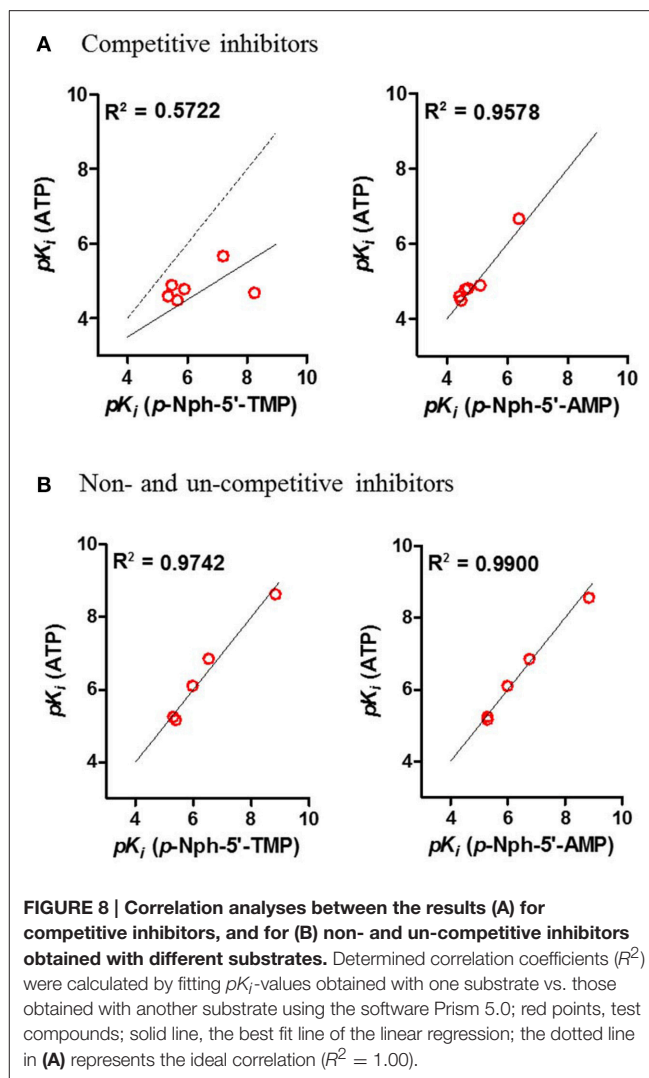 A Competitive inhibitors
R² = 0.5722
R² = 0.9578
10
8
6
4
pKᵢ (ATP)
4 6 8 10
pKᵢ (p-Nph-5'-TMP)
10
8
6
4
pKᵢ (ATP)
4 6 8 10
pKᵢ (p-Nph-5'-AMP)
B Non- and un-competitive inhibitors
R² = 0.9742
R² = 0.9900
10
8
6
4
pKᵢ (ATP)
4 6 8 10
pKᵢ (p-Nph-5'-TMP)
10
8
6
4
pKᵢ (ATP)
4 6 8 10
pKᵢ (p-Nph-5'-AMP)
FIGURE 8 | Correlation analyses between the results (A) for
competitive inhibitors, and for (B) non- and un-competitive inhibitors
obtained with different substrates. Determined correlation coefficients (R²)
were calculated by fitting pKᵢ-values obtained with one substrate vs. those
obtained with another substrate using the software Prism 5.0; red points, test
compounds; solid line, the best fit line of the linear regression; the dotted line
in (A) represents the ideal correlation (R² = 1.00).